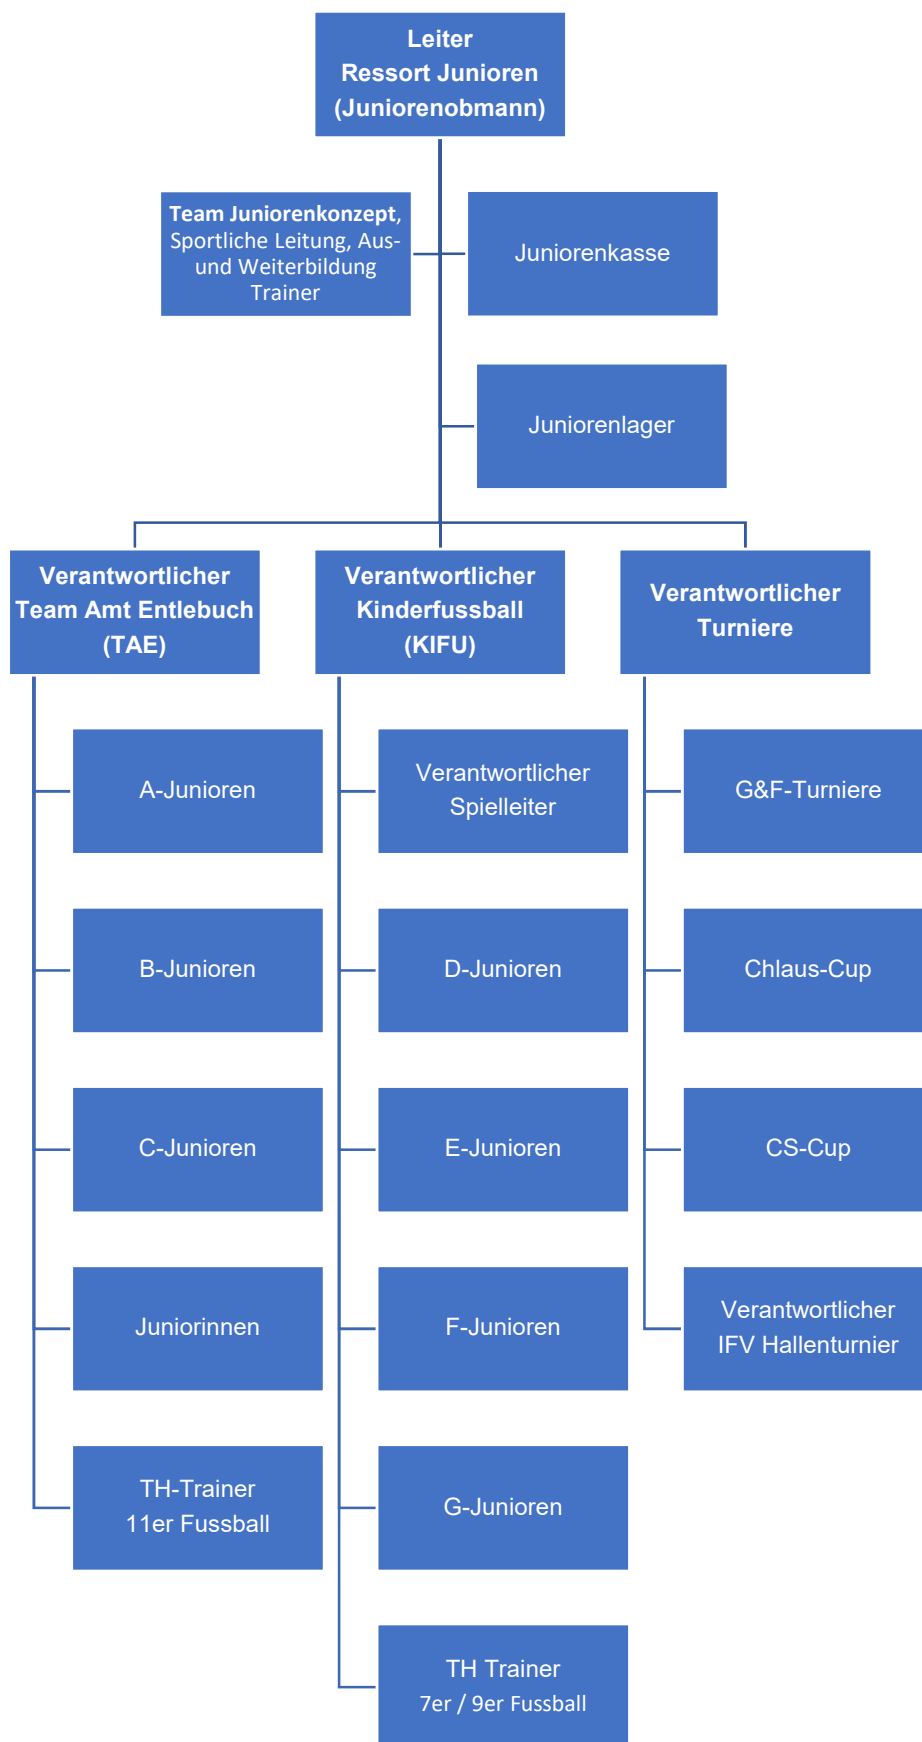 Leiter
Ressort Junioren
(Juniorenobmann)
Team Juniorenkonzept,
Sportliche Leitung, Aus-
und Weiterbildung
Trainer
Juniorenkasse
Juniorenlager
Verantwortlicher
Team Amt Entlebuch
(TAE)
Verantwortlicher
Kinderfussball
(KIFU)
Verantwortlicher
Turniere
A-Junioren
Verantwortlicher
Spielleiter
G&F-Turniere
B-Junioren
D-Junioren
Chlaus-Cup
C-Junioren
E-Junioren
CS-Cup
Juniorinnen
F-Junioren
Verantwortlicher
IFV Hallenturnier
TH-Trainer
11er Fussball
G-Junioren
TH Trainer
7er / 9er Fussball